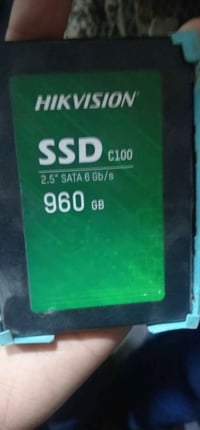 HIKVISION
SSD C100
2.5" SATA 6 Gb/s
960 GB